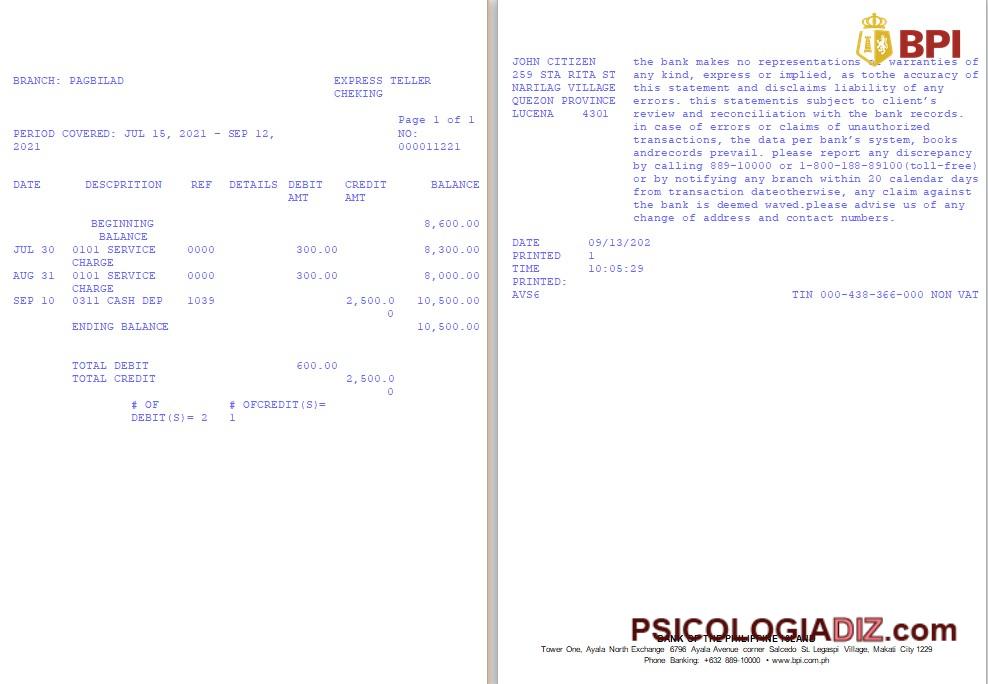 BRANCH: PAGBILAD EXPRESS TELLER
CHEKING
Page 1 of 1
PERIOD COVERED: JUL 15, 2021 – SEP 12, NO:
2021 000011221
DATE DESCPRITION REF DETAILS DEBIT CREDIT BALANCE
AMT AMT
BEGINNING 8,600.00
BALANCE
JUL 30 0101 SERVICE 0000 300.00 8,300.00
CHARGE
AUG 31 0101 SERVICE 0000 300.00 8,000.00
CHARGE
SEP 10 0311 CASH DEP 1039 2,500.0 10,500.00
0
ENDING BALANCE 10,500.00
TOTAL DEBIT 600.00
TOTAL CREDIT 2,500.0
0
# OF # OFCREDIT(S)=
DEBIT(S)= 2 1
BPI
JOHN CITIZEN the bank makes no representations or warranties of
259 STA RITA ST any kind, express or implied, as tothe accuracy of
NARILAG VILLAGE this statement and disclaims liability of any
QUEZON PROVINCE errors. this statementis subject to client's
LUCENA 4301 review and reconciliation with the bank records.
in case of errors or claims of unauthorized
transactions, the data per bank's system, books
andrecords prevail. please report any discrepancy
by calling 889-10000 or 1-800-188-89100(toll-free)
or by notifying any branch within 20 calendar days
from transaction dateotherwise, any claim against
the bank is deemed waved.please advise us of any
change of address and contact numbers.
DATE 09/13/202
PRINTED 1
TIME 10:05:29
PRINTED:
AVS6 TIN 000-438-366-000 NON VAT
PSICOLOGIADIZ.com
BANK OF THE PHILIPPINE ISLAND
Tower One, Ayala North Exchange 6796 Ayala Avenue corner Salcedo St. Legaspi Village, Makati City 1229
Phone Banking: +632 889-10000 • www.bpi.com.ph